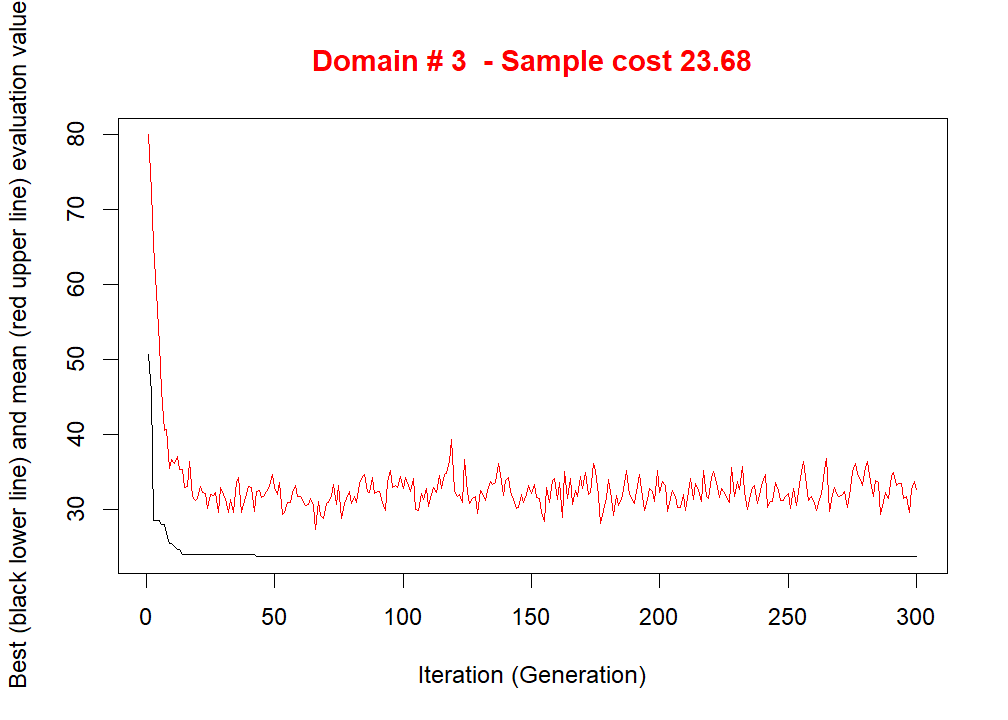 Domain # 3  - Sample cost 23.68
Best (black lower line) and mean (red upper line) evaluation value
80
70
60
50
40
30
0 50 100 150 200 250 300
Iteration (Generation)